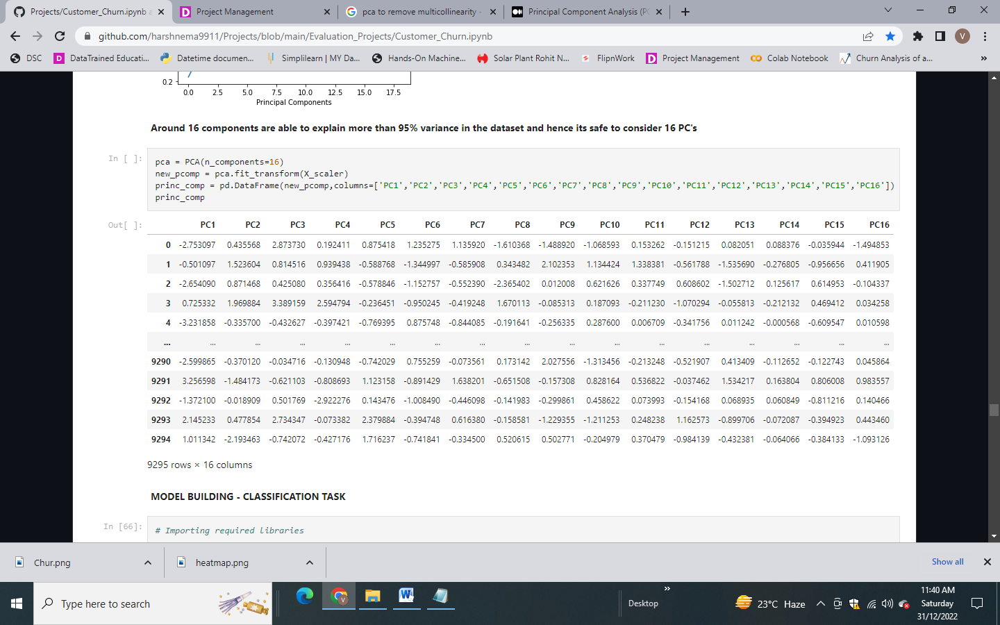 Projects/Customer_Churn.ipynb a
Project Management
pca to remove multicollinearity -
Principal Component Analysis (PC
github.com/harshnema9911/Projects/blob/main/Evaluation_Projects/Customer_Churn.ipynb
V
DSC
DataTrained Educati...
Datetime documen...
Simplilearn | MY Da...
Hands-On Machine...
Solar Plant Rohit N...
FlipnWork
Project Management
Colab Notebook
Churn Analysis of a...
»
0.2
0.0 2.5 5.0 7.5 10.0 12.5 15.0 17.5
Principal Components
Around 16 components are able to explain more than 95% variance in the dataset and hence its safe to consider 16 PC's
In [ ]:
pca = PCA(n_components=16)
new_pcomp = pca.fit_transform(X_scaler)
princ_comp = pd.DataFrame(new_pcomp,columns=['PC1','PC2','PC3','PC4','PC5','PC6','PC7','PC8','PC9','PC10','PC11','PC12','PC13','PC14','PC15','PC16'])
princ_comp
Out[ ]:
PC1 PC2 PC3 PC4 PC5 PC6 PC7 PC8 PC9 PC10 PC11 PC12 PC13 PC14 PC15 PC16
0 -2.753097 0.435568 2.873730 0.192411 0.875418 1.235275 1.135920 -1.610368 -1.488920 -1.068593 0.153262 -0.151215 0.082051 0.088376 -0.035944 -1.494853
1 -0.501097 1.523604 0.814516 0.939438 -0.588768 -1.344997 -0.585908 0.343482 2.102353 1.134424 1.338381 -0.561788 -1.535690 -0.276805 -0.956656 0.411905
2 -2.654090 0.871468 0.425080 0.356416 -0.578846 -1.152757 -0.552390 -2.365402 0.012008 0.621626 0.337749 0.608602 -1.502712 0.125617 0.614953 -0.104337
3 0.725332 1.969884 3.389159 2.594794 -0.236451 -0.950245 -0.419248 1.670113 -0.085313 0.187093 -0.211230 -1.070294 -0.055813 -0.212132 0.469412 0.034258
4 -3.231858 -0.335700 -0.432627 -0.397421 -0.769395 0.875748 -0.844085 -0.191641 -0.256335 0.287600 0.006709 -0.341756 0.011242 -0.000568 -0.609547 0.010598
... ... ... ... ... ... ... ... ... ... ... ... ... ... ... ... ...
9290 -2.599865 -0.370120 -0.034716 -0.130948 -0.742029 0.755259 -0.073561 0.173142 2.027556 -1.313456 -0.213248 -0.521907 0.413409 -0.112652 -0.122743 0.045864
9291 3.256598 -1.484173 -0.621103 -0.808693 1.123158 -0.891429 1.638201 -0.651508 -0.157308 0.828164 0.536822 -0.037462 1.534217 0.163804 0.806008 0.983557
9292 -1.372100 -0.018909 0.501769 -2.922276 0.143476 -1.008490 -0.446098 -0.141983 -0.299861 0.458622 0.073993 -0.154168 0.068935 0.060849 -0.811216 0.140466
9293 2.145233 0.477854 2.734347 -0.073382 2.379884 -0.394748 0.616380 -0.158581 -1.229355 -1.211253 0.248238 1.162573 -0.899706 -0.072087 -0.394923 0.443460
9294 1.011342 -2.193463 -0.742072 -0.427176 1.716237 -0.741841 -0.334500 0.520615 0.502771 -0.204979 0.370479 -0.984139 -0.432381 -0.064066 -0.384133 -1.093126
9295 rows × 16 columns
MODEL BUILDING - CLASSIFICATION TASK
In [66]:
# Importing required libraries
Chur.png
heatmap.png
Show all
Type here to search
Desktop
»
23°C Haze
11:40 AM
Saturday
31/12/2022